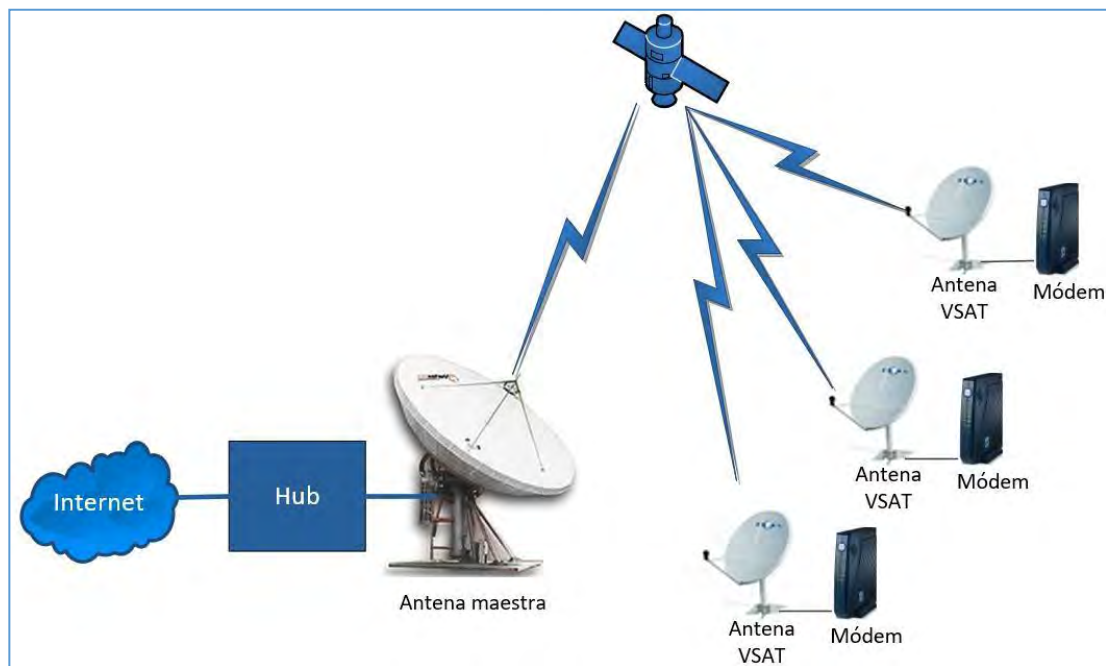 Antena
VSAT
Módem
Antena
VSAT
Módem
Internet
Hub
Antena maestra
Antena
VSAT
Módem